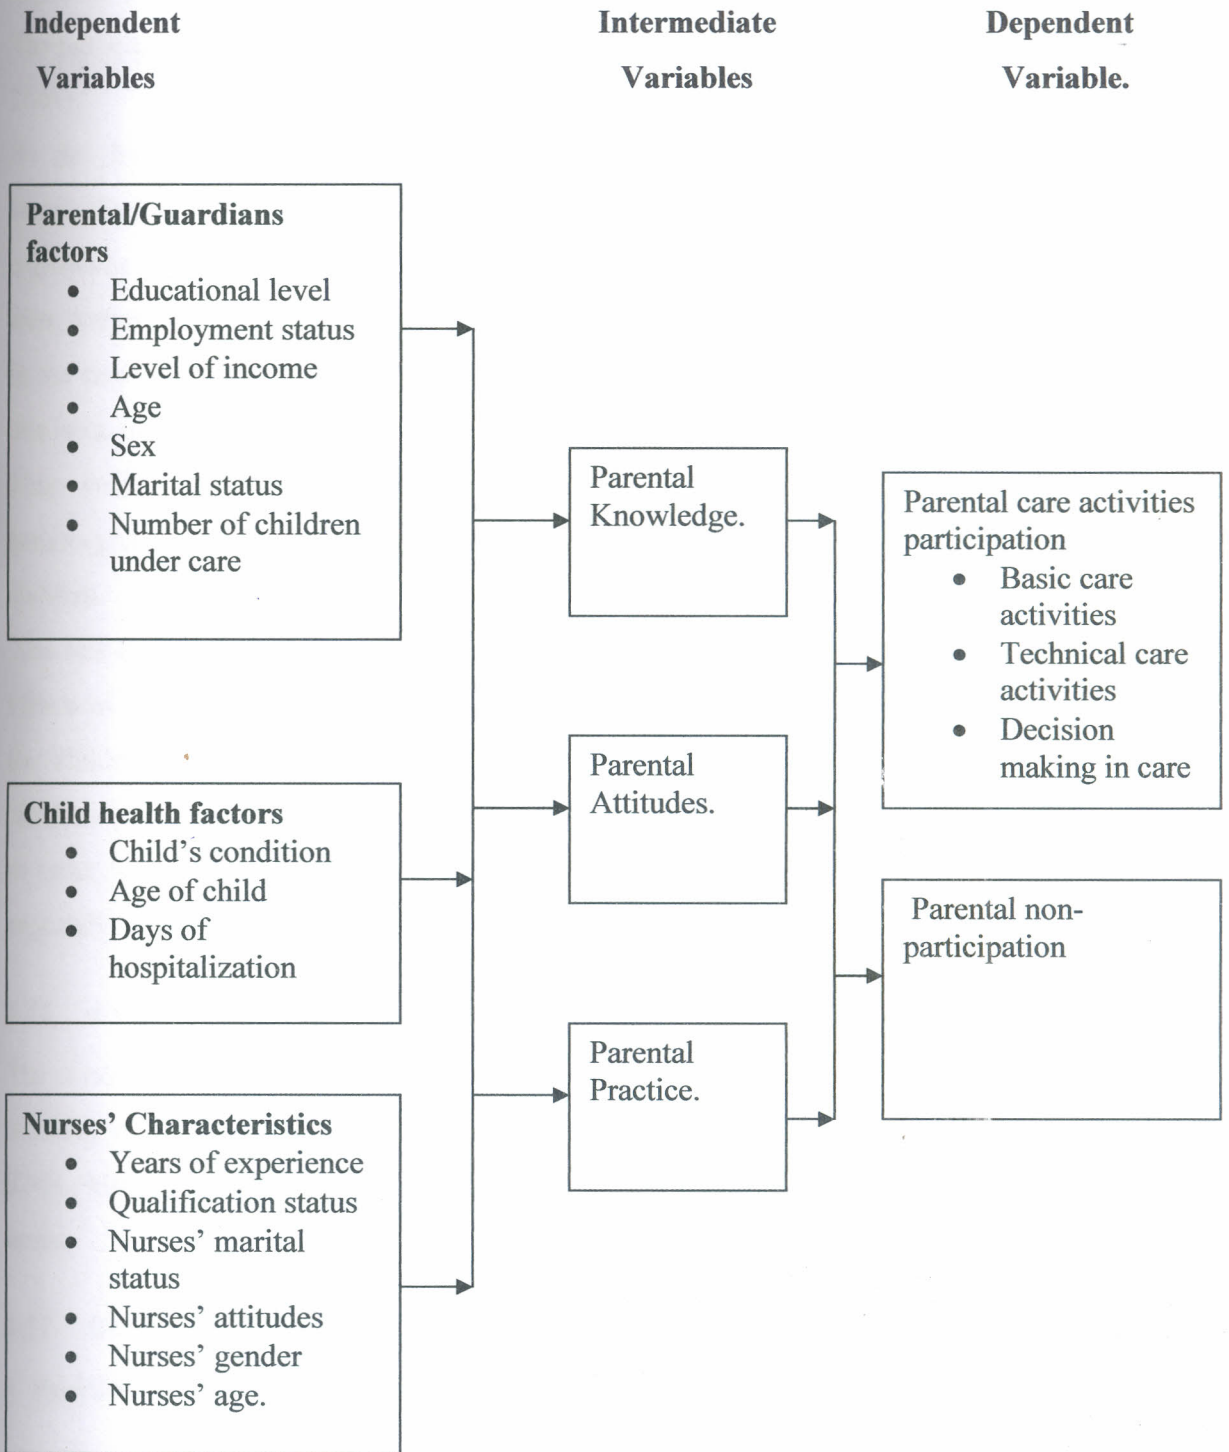 Independent
Variables
Intermediate
Variables
Dependent
Variable.
Parental/Guardians
factors
• Educational level
• Employment status
• Level of income
• Age
• Sex
• Marital status
• Number of children
under care
Child health factors
• Child’s condition
• Age of child
• Days of
hospitalization
Nurses’ Characteristics
• Years of experience
• Qualification status
• Nurses’ marital
status
• Nurses’ attitudes
• Nurses’ gender
• Nurses’ age.
Parental
Knowledge.
Parental
Attitudes.
Parental
Practice.
Parental care activities
participation
• Basic care
activities
• Technical care
activities
• Decision
making in care
Parental non-
participation